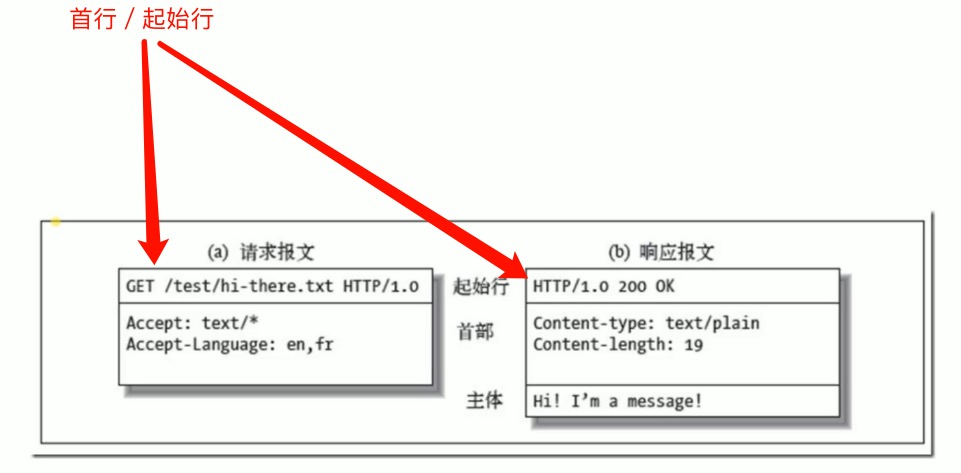 首行 / 起始行
(a) 请求报文
GET /test/hi-there.txt HTTP/1.0
Accept: text/*
Accept-Language: en,fr
起始行
首部
主体
(b) 响应报文
HTTP/1.0 200 OK
Content-type: text/plain
Content-length: 19
Hi! I’m a message!